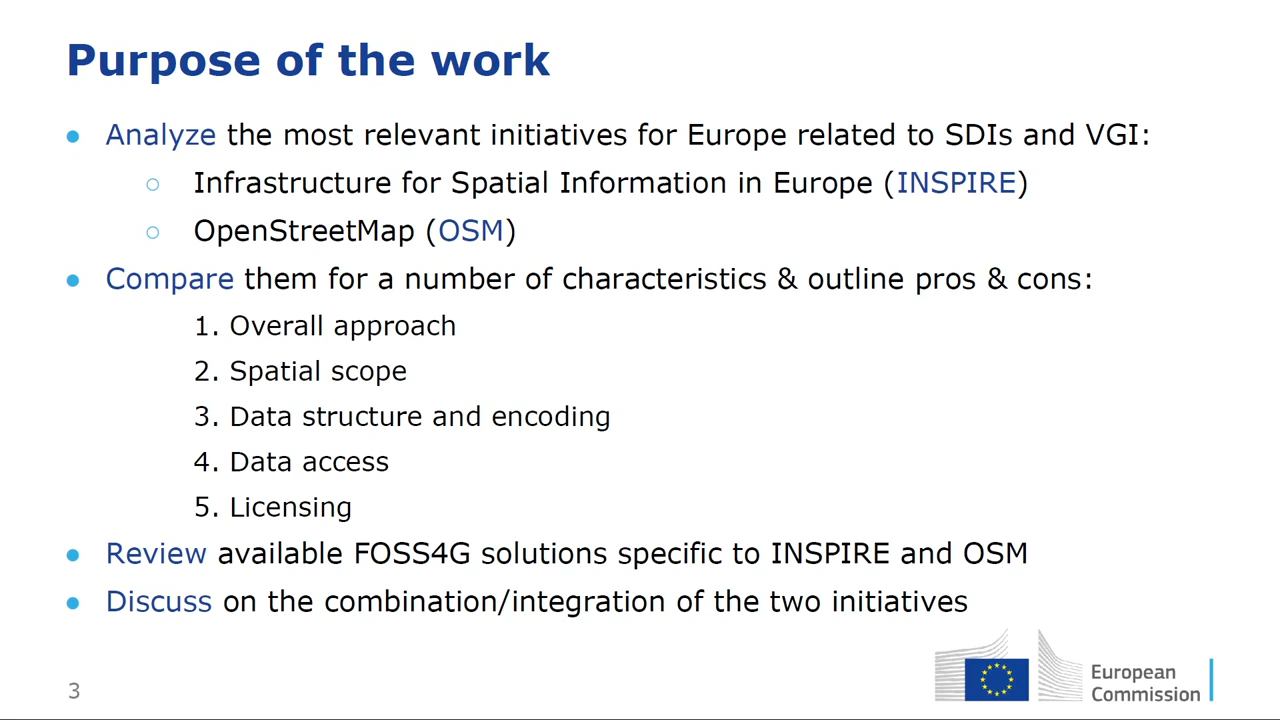 Purpose of the work
● Analyze the most relevant initiatives for Europe related to SDIs and VGI:
○ Infrastructure for Spatial Information in Europe (INSPIRE)
○ OpenStreetMap (OSM)
● Compare them for a number of characteristics & outline pros & cons:
1. Overall approach
2. Spatial scope
3. Data structure and encoding
4. Data access
5. Licensing
● Review available FOSS4G solutions specific to INSPIRE and OSM
● Discuss on the combination/integration of the two initiatives
3
European
Commission